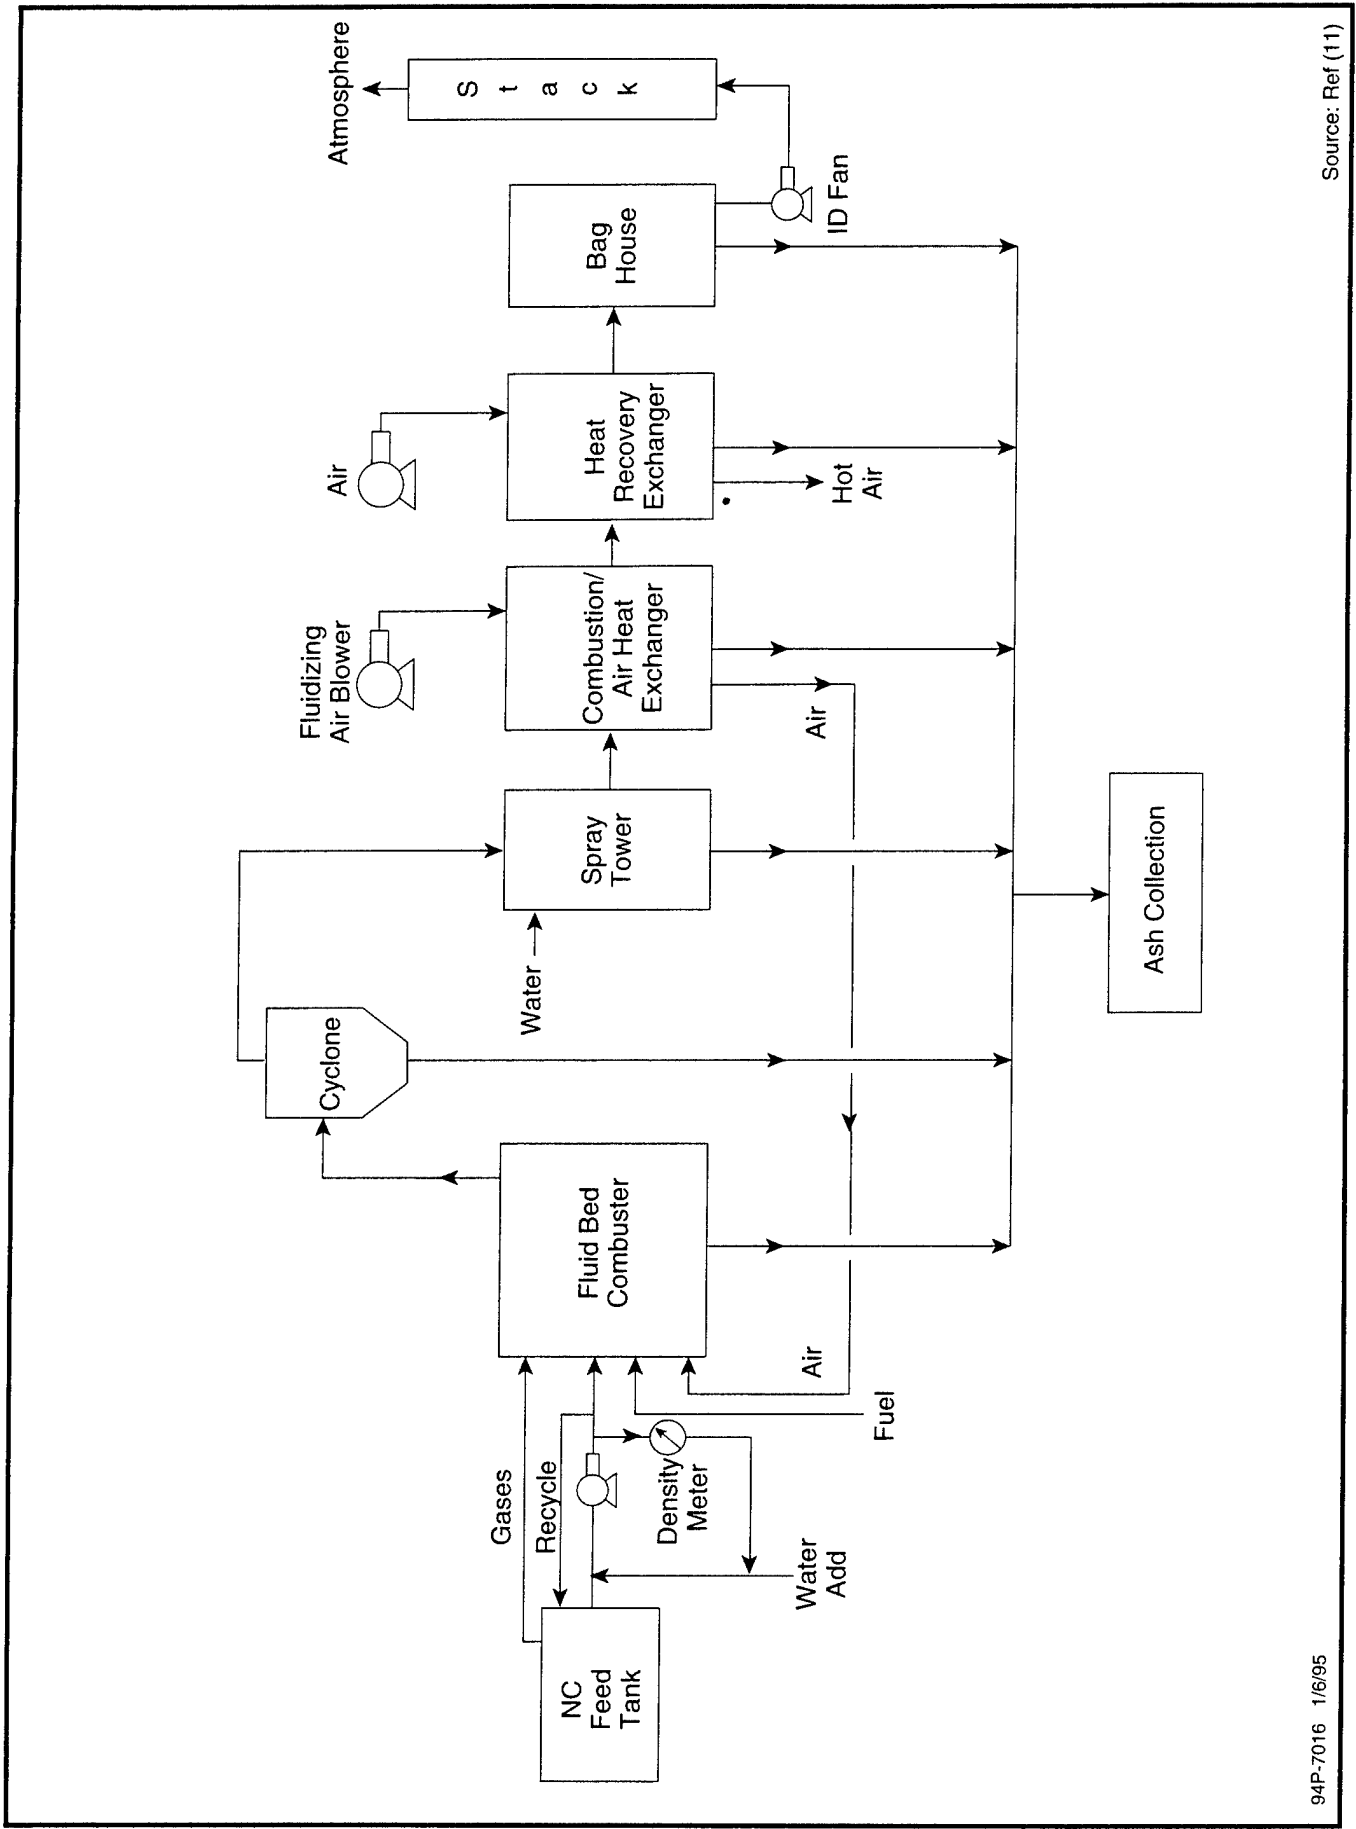 Atmosphere
Stack
ID Fan
Bag
House
Air
Heat
Recovery
Exchanger
Hot
Air
Fluidizing
Air Blower
Combustion/
Air Heat
Exchanger
Air
Spray
Tower
Water
Cyclone
Fluid Bed
Combuster
Air
Fuel
Gases
Recycle
Density
Meter
Water
Add
NC
Feed
Tank
Ash Collection
94P-7016 1/6/95
Source: Ref (11)